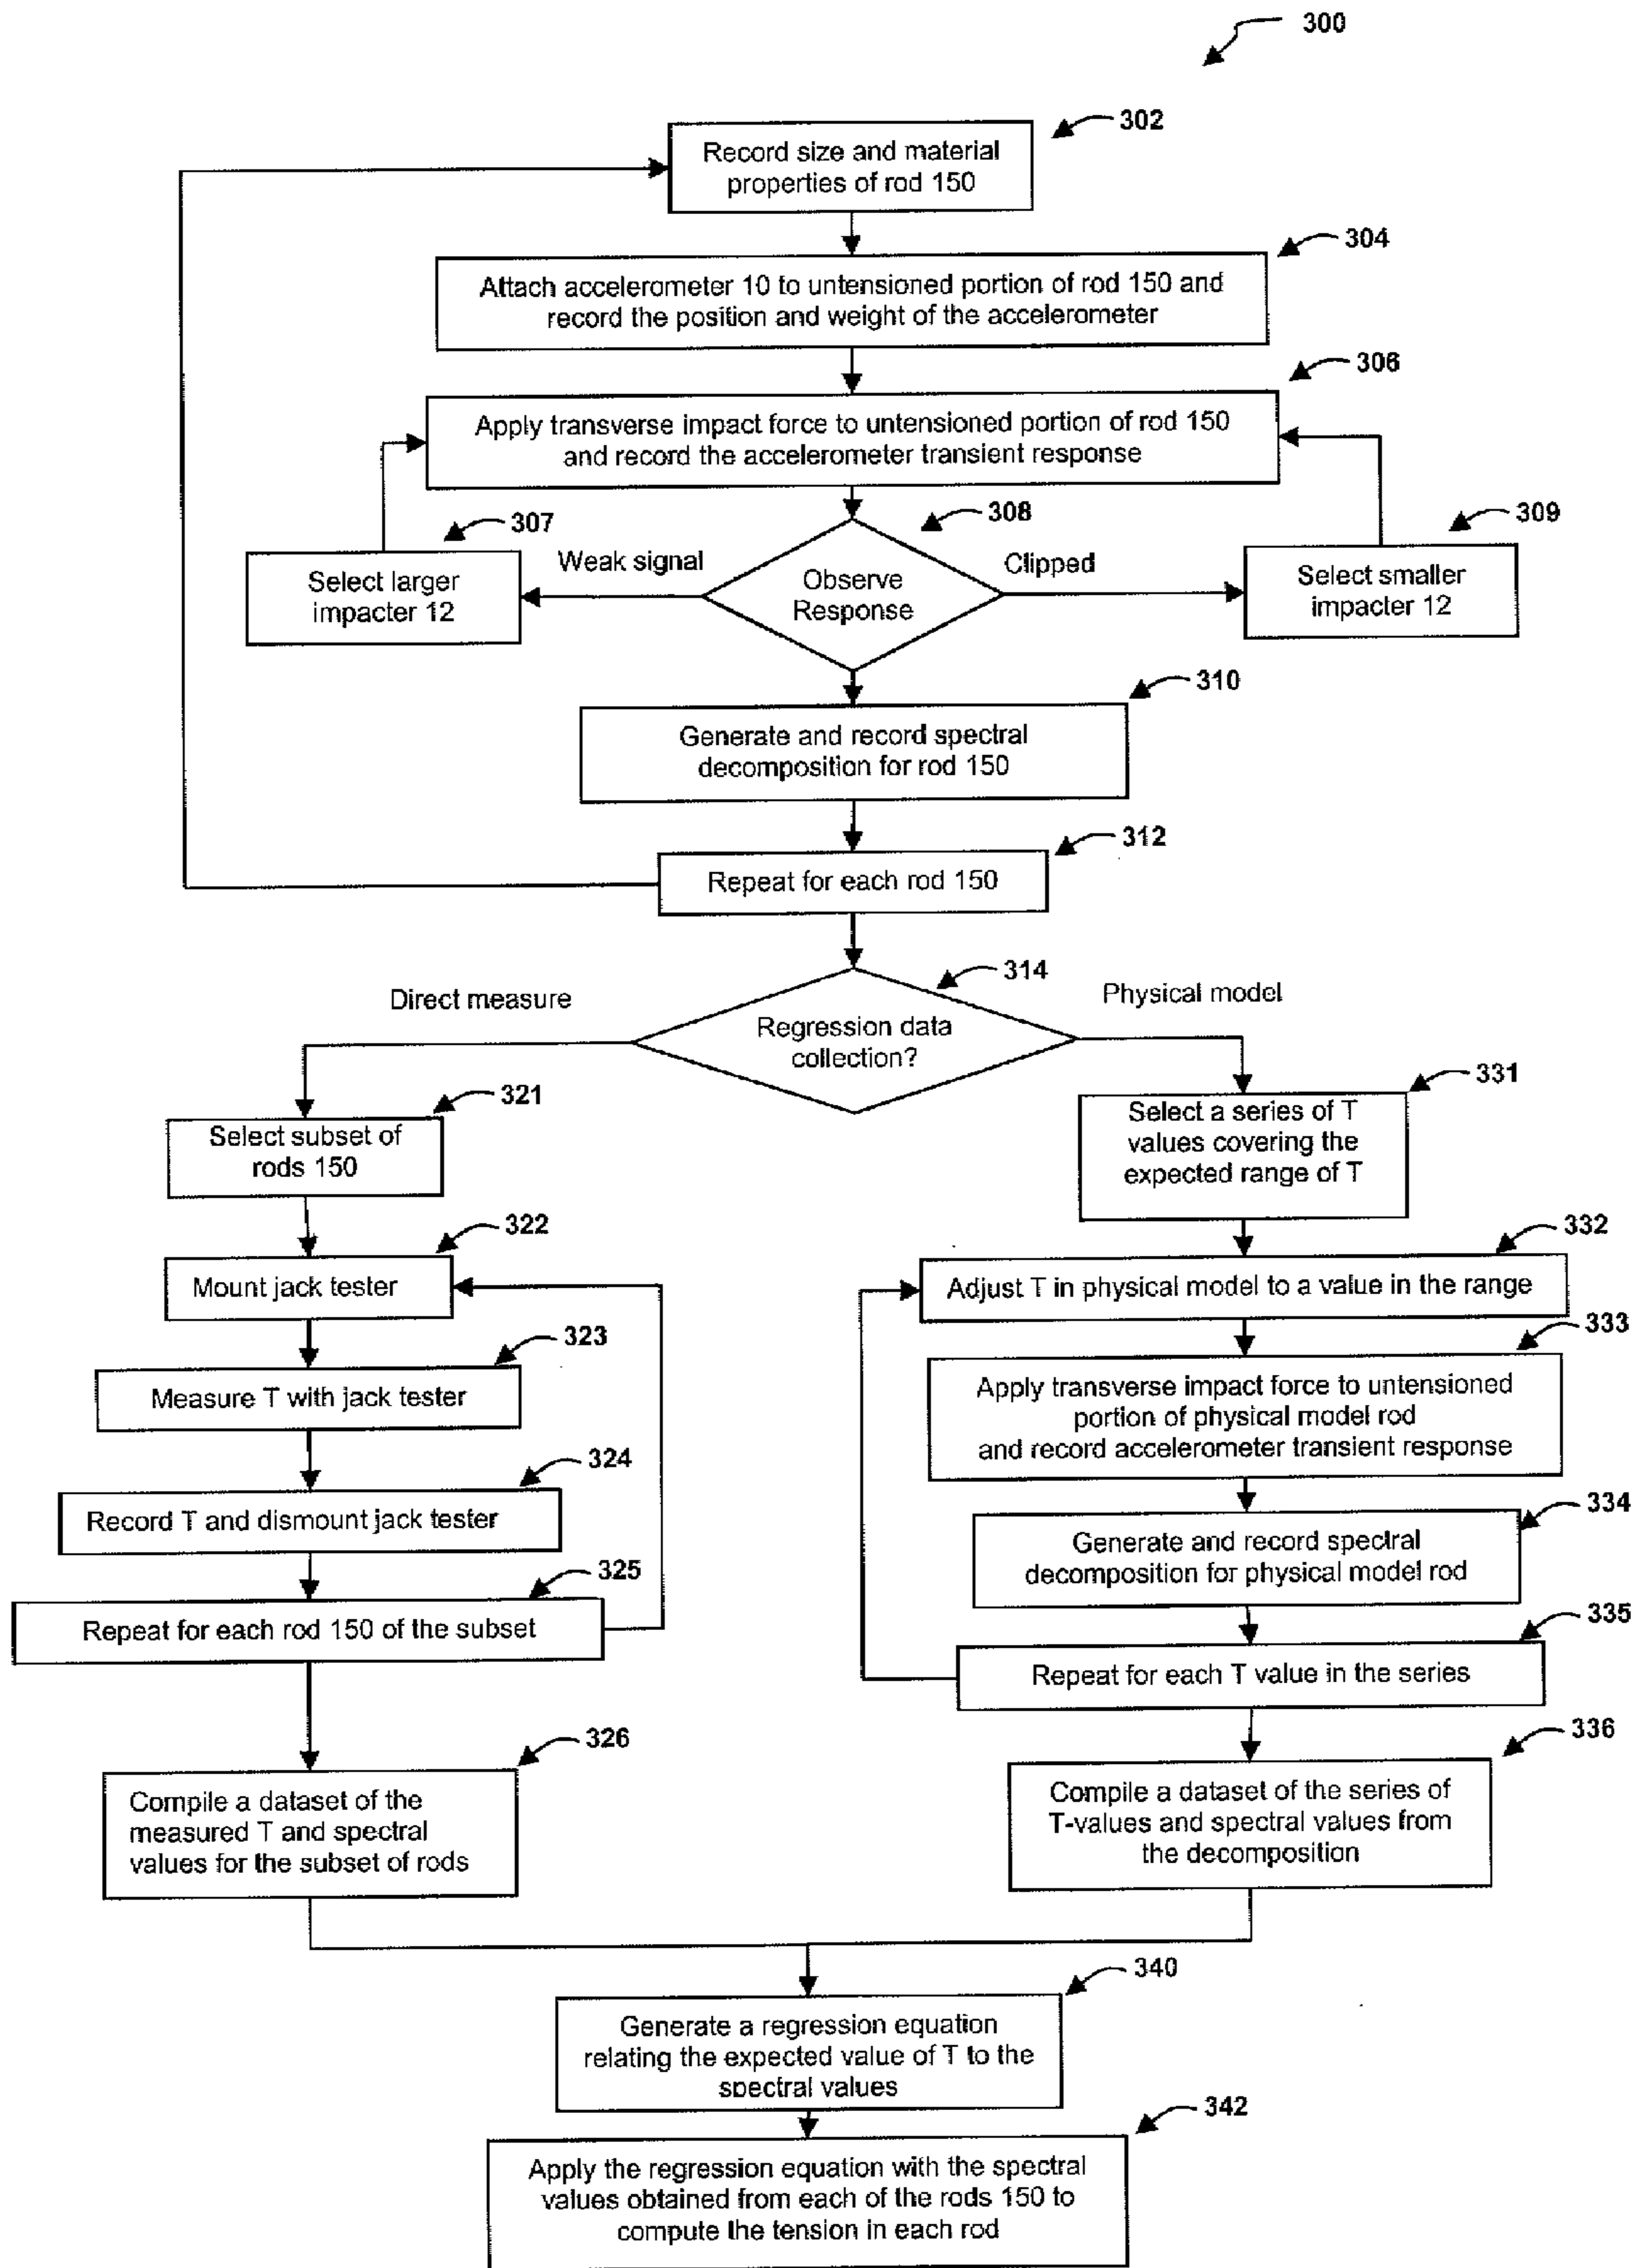 300
302
Record size and material
properties of rod 150
304
Attach accelerometer 10 to untensioned portion of rod 150 and
record the position and weight of the accelerometer
306
Apply transverse impact force to untensioned portion of rod 150
and record the accelerometer transient response
307
308
309
Weak signal
Clipped
Select larger
impacter 12
Observe
Response
Select smaller
impacter 12
310
Generate and record spectral
decomposition for rod 150
312
Repeat for each rod 150
314
Direct measure
Physical model
Regression data
collection?
321
Select subset of
rods 150
322
Mount jack tester
323
Measure T with jack tester
324
Record T and dismount jack tester
325
Repeat for each rod 150 of the subset
326
Compile a dataset of the
measured T and spectral
values for the subset of rods
331
Select a series of T
values covering the
expected range of T
332
Adjust T in physical model to a value in the range
333
Apply transverse impact force to untensioned
portion of physical model rod
and record accelerometer transient response
334
Generate and record spectral
decomposition for physical model rod
335
Repeat for each T value in the series
336
Compile a dataset of the series of
T-values and spectral values from
the decomposition
340
Generate a regression equation
relating the expected value of T to the
spectral values
342
Apply the regression equation with the spectral
values obtained from each of the rods 150 to
compute the tension in each rod